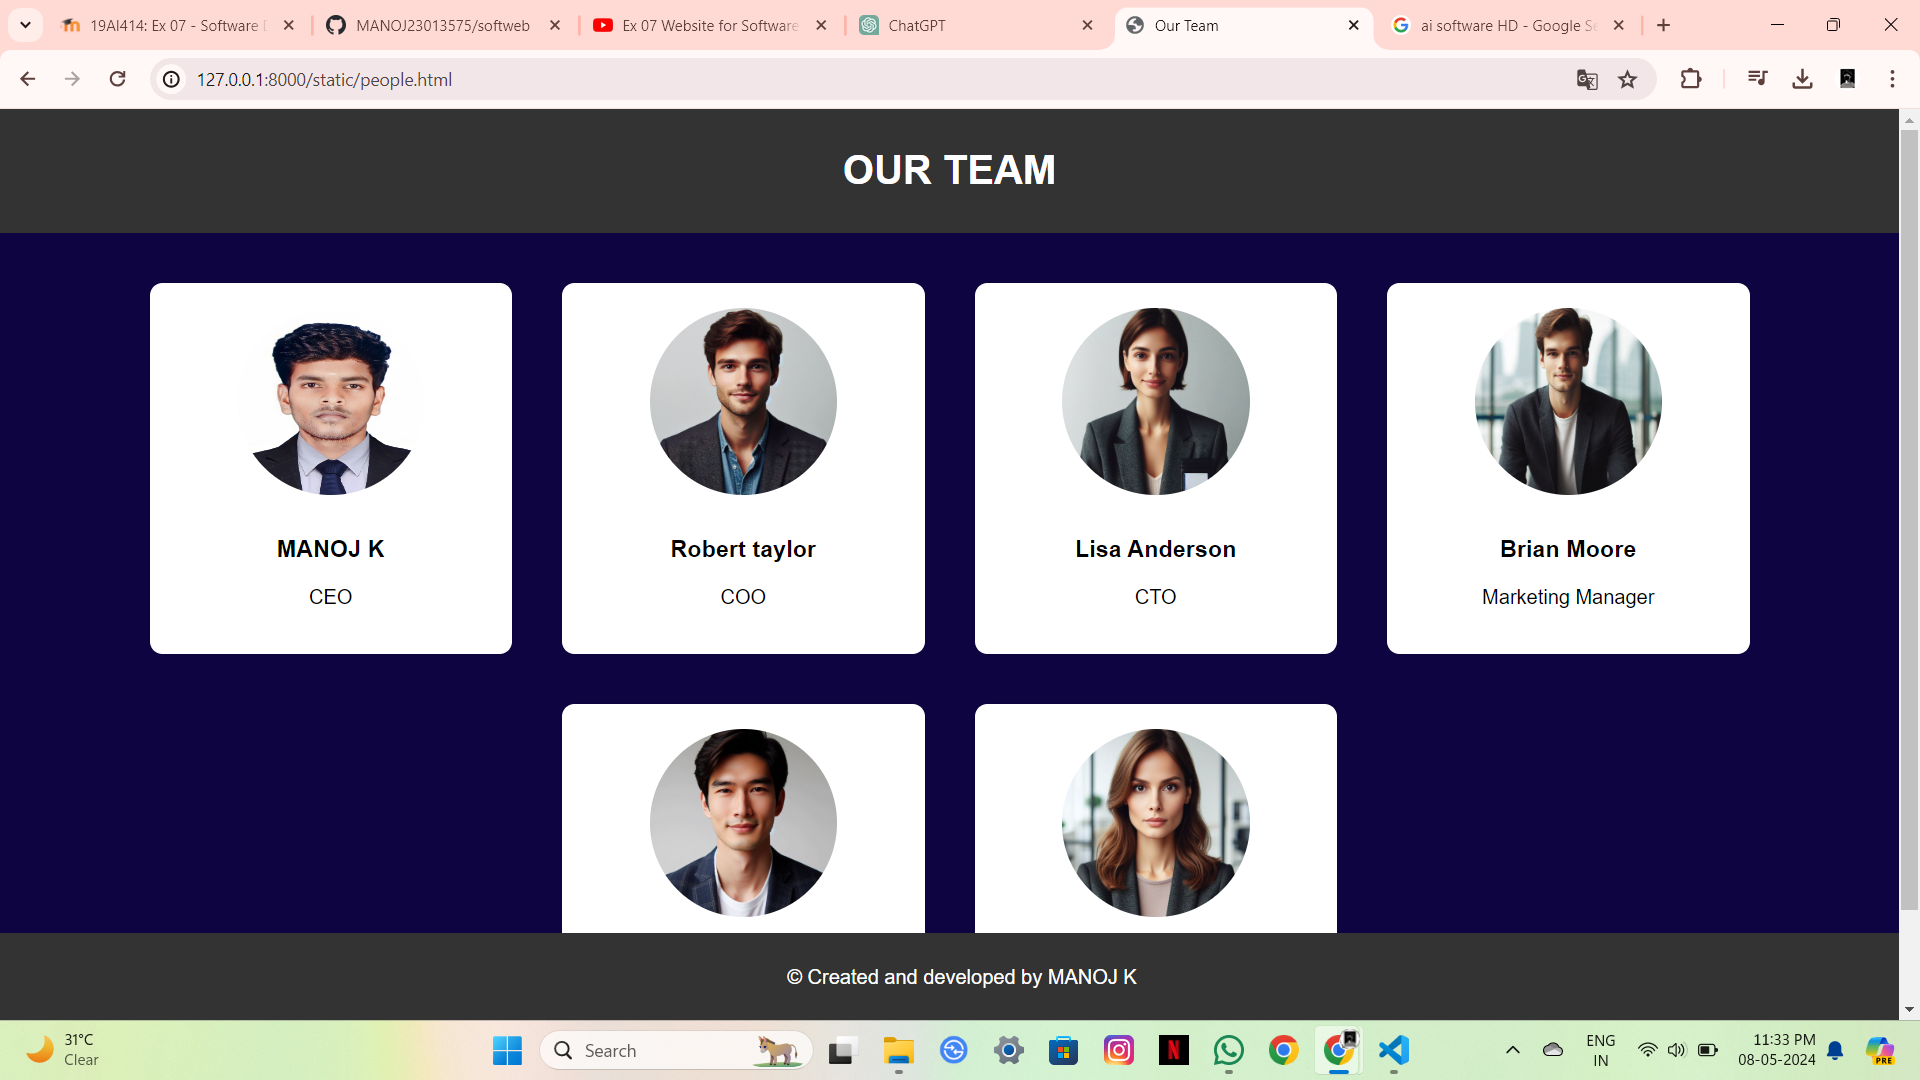 19AI414: Ex 07 - Software
MANOJ23013575/softweb
Ex 07 Website for Software
ChatGPT
Our Team
ai software HD - Google Se
127.0.0.1:8000/static/people.html
OUR TEAM
MANOJ K
CEO
Robert taylor
COO
Lisa Anderson
CTO
Brian Moore
Marketing Manager
© Created and developed by MANOJ K
31°C
Clear
Search
ENG
IN
11:33 PM
08-05-2024
PRE